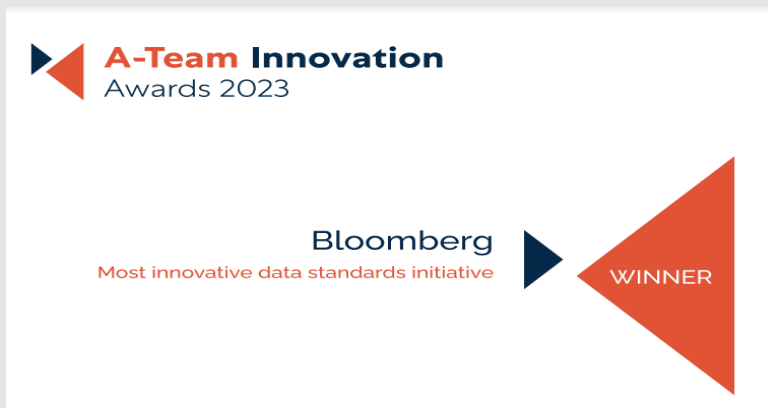 A-Team Innovation
Awards 2023
Bloomberg
Most innovative data standards initiative
WINNER